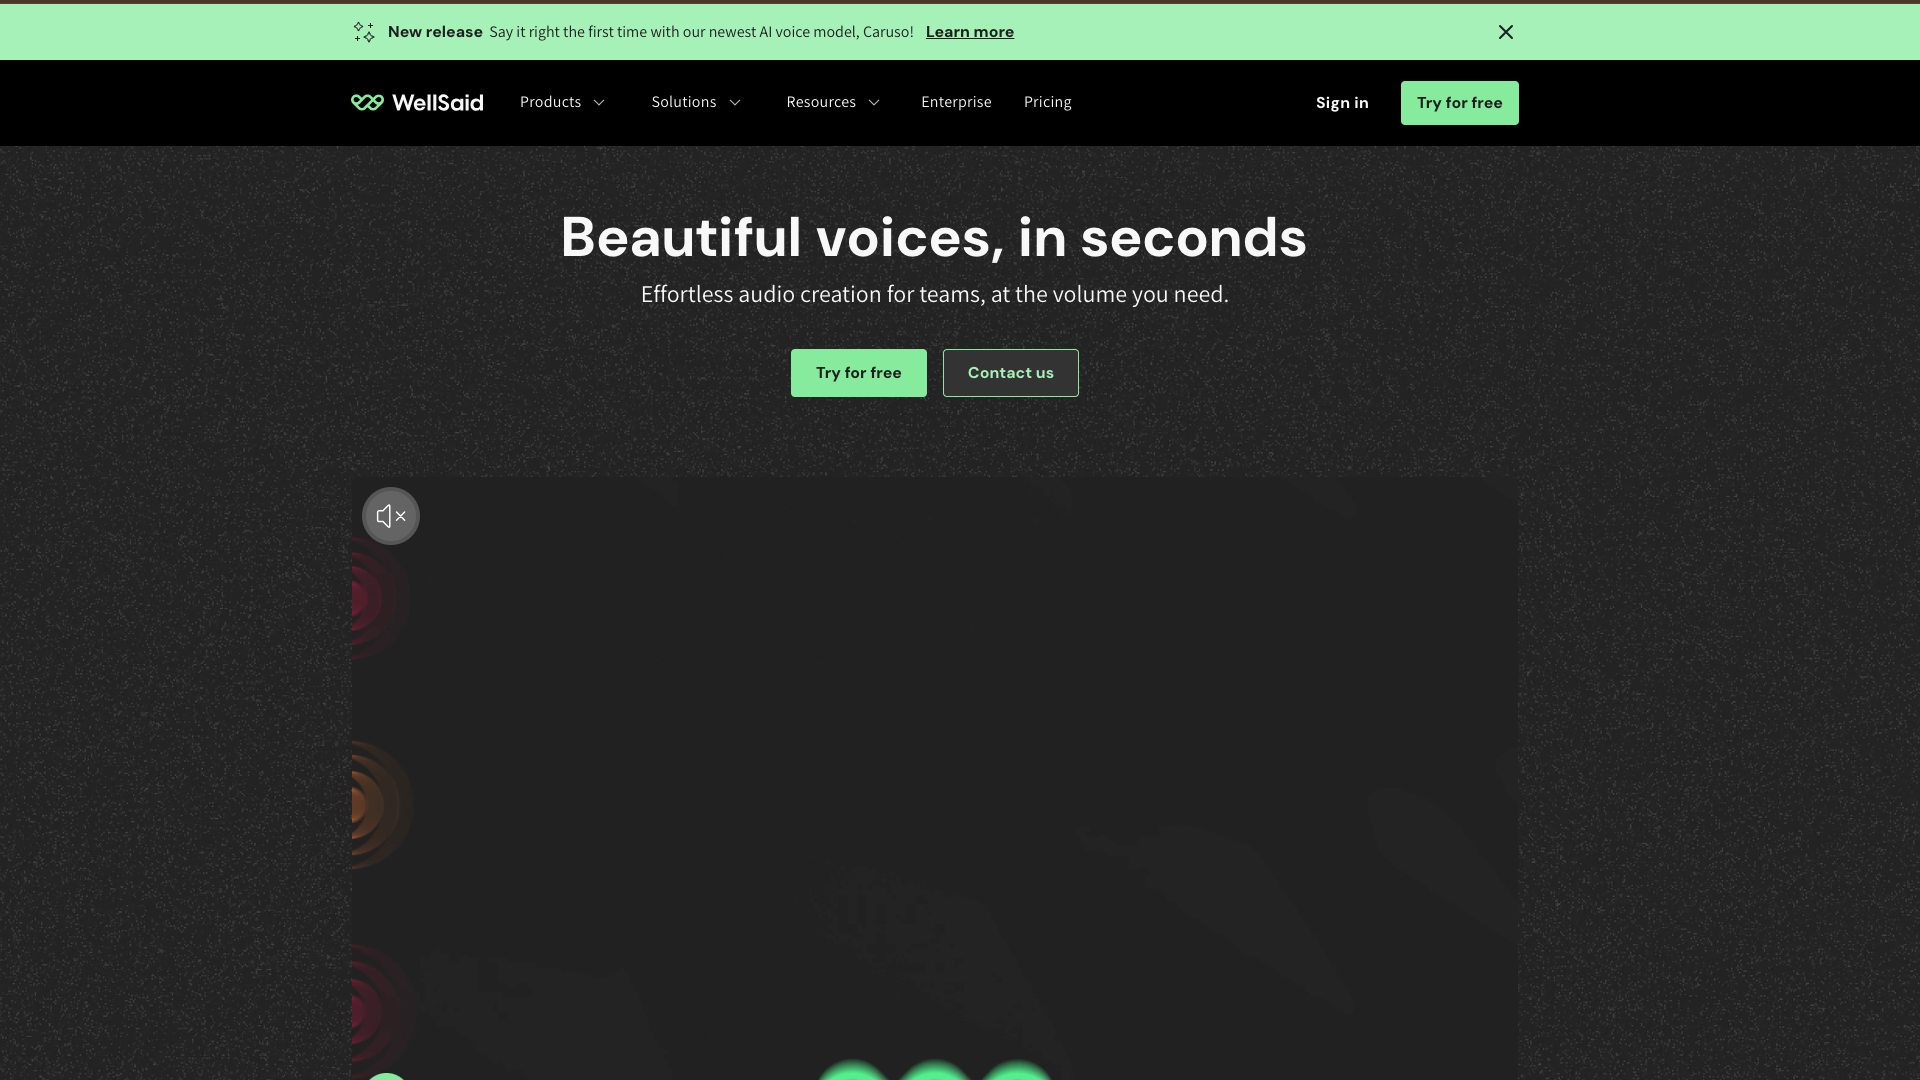 New release Say it right the first time with our newest AI voice model, Caruso! Learn more
WellSaid Products Solutions Resources Enterprise Pricing Sign in Try for free
Beautiful voices, in seconds
Effortless audio creation for teams, at the volume you need.
Try for free Contact us